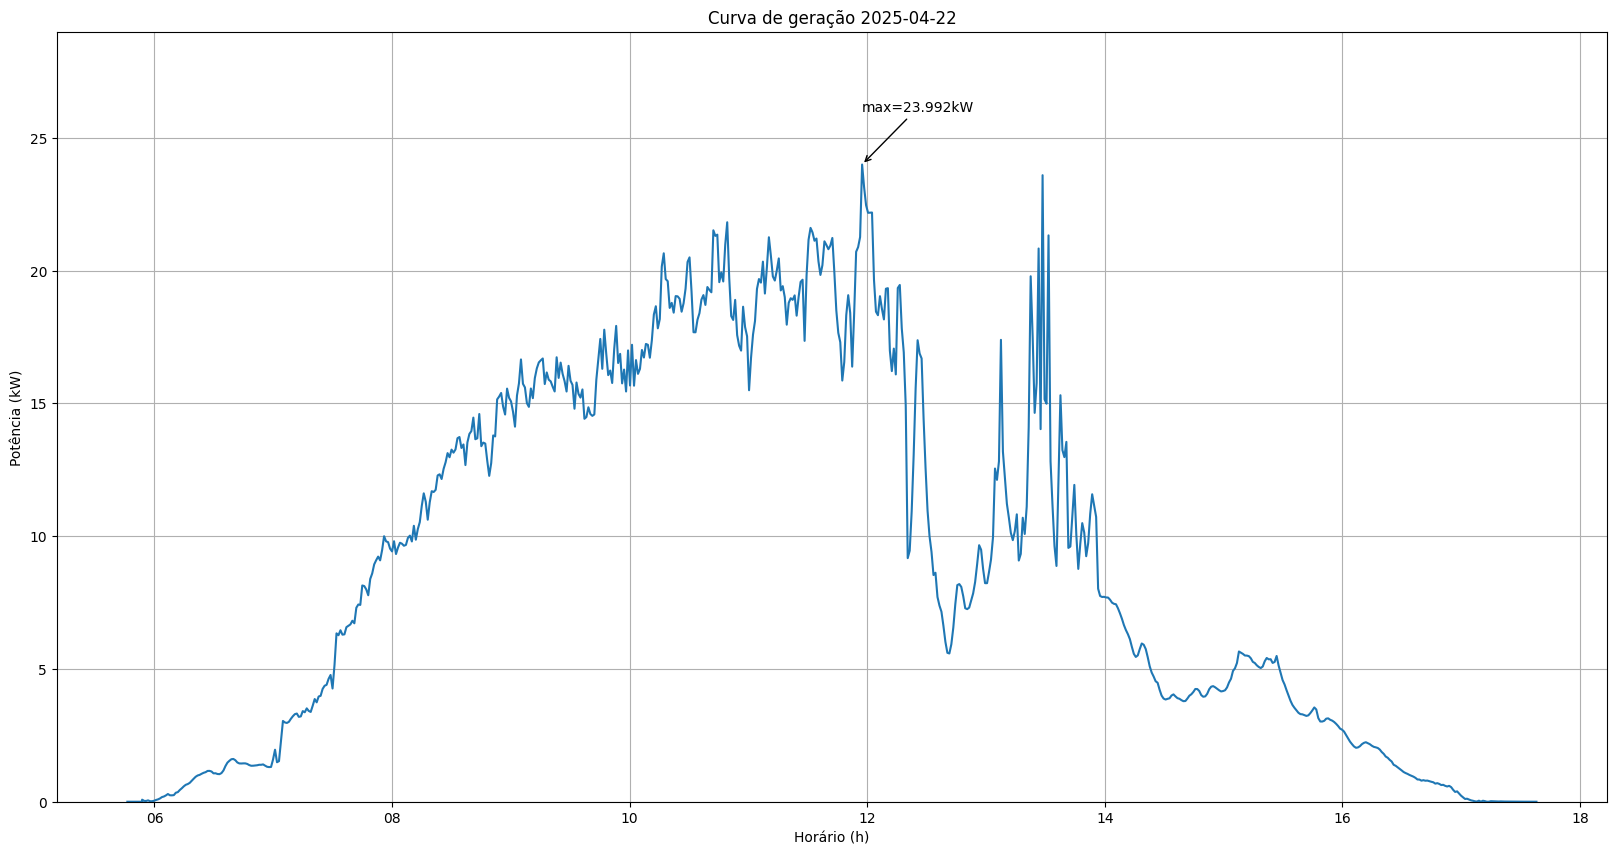 Curva de geração 2025-04-22
max=23.992kW
25
20
15
10
5
0
Potência (kW)
06 08 10 12 14 16 18
Horário (h)